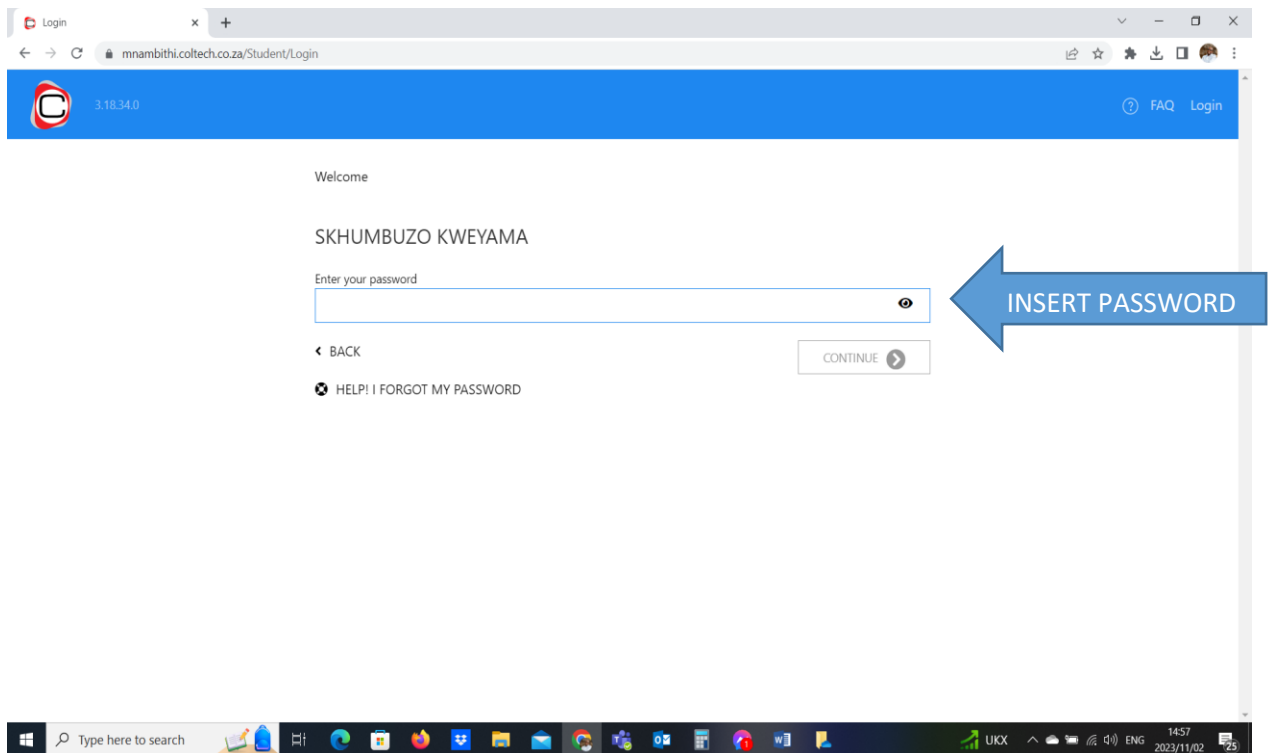 Login
mnambithi.coltech.co.za/Student/Login
C 3.18.34.0 FAQ Login
Welcome
SKHUMBUZO KWEYAMA
Enter your password
INSERT PASSWORD
BACK CONTINUE
HELP! I FORGOT MY PASSWORD
Type here to search UKX ENG 14:57
2023/11/02 25